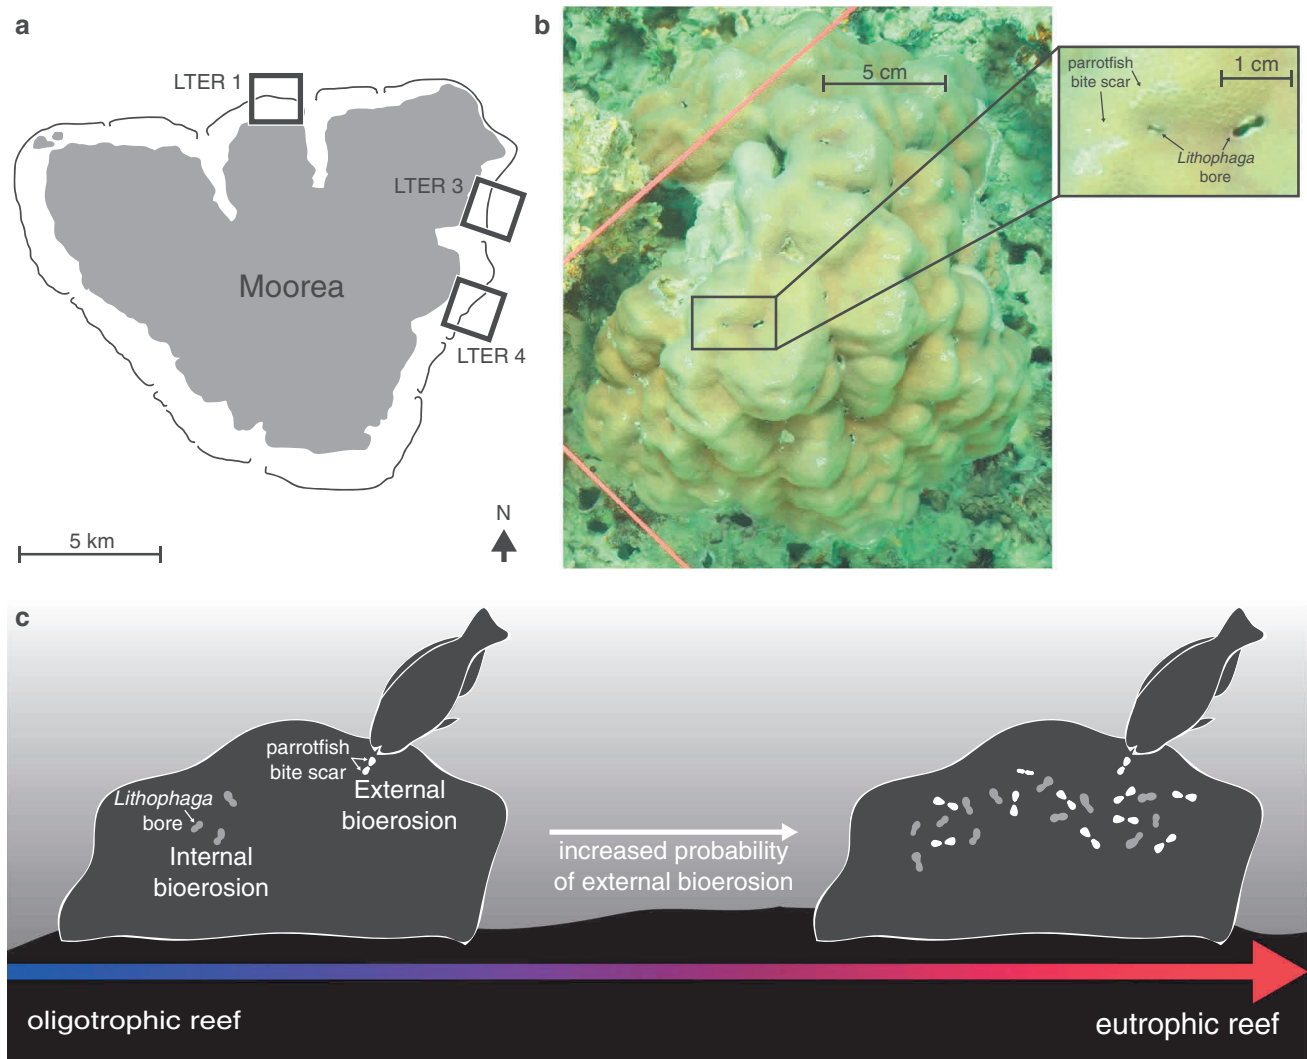 a
LTER 1
LTER 3
Moorea
LTER 4
5 km
N
b
5 cm
parrotfish
bite scar
1 cm
Lithophaga
bore
c
parrotfish
bite scar
External
bioerosion
Lithophaga
bore
Internal
bioerosion
increased probability
of external bioerosion
oligotrophic reef
eutrophic reef